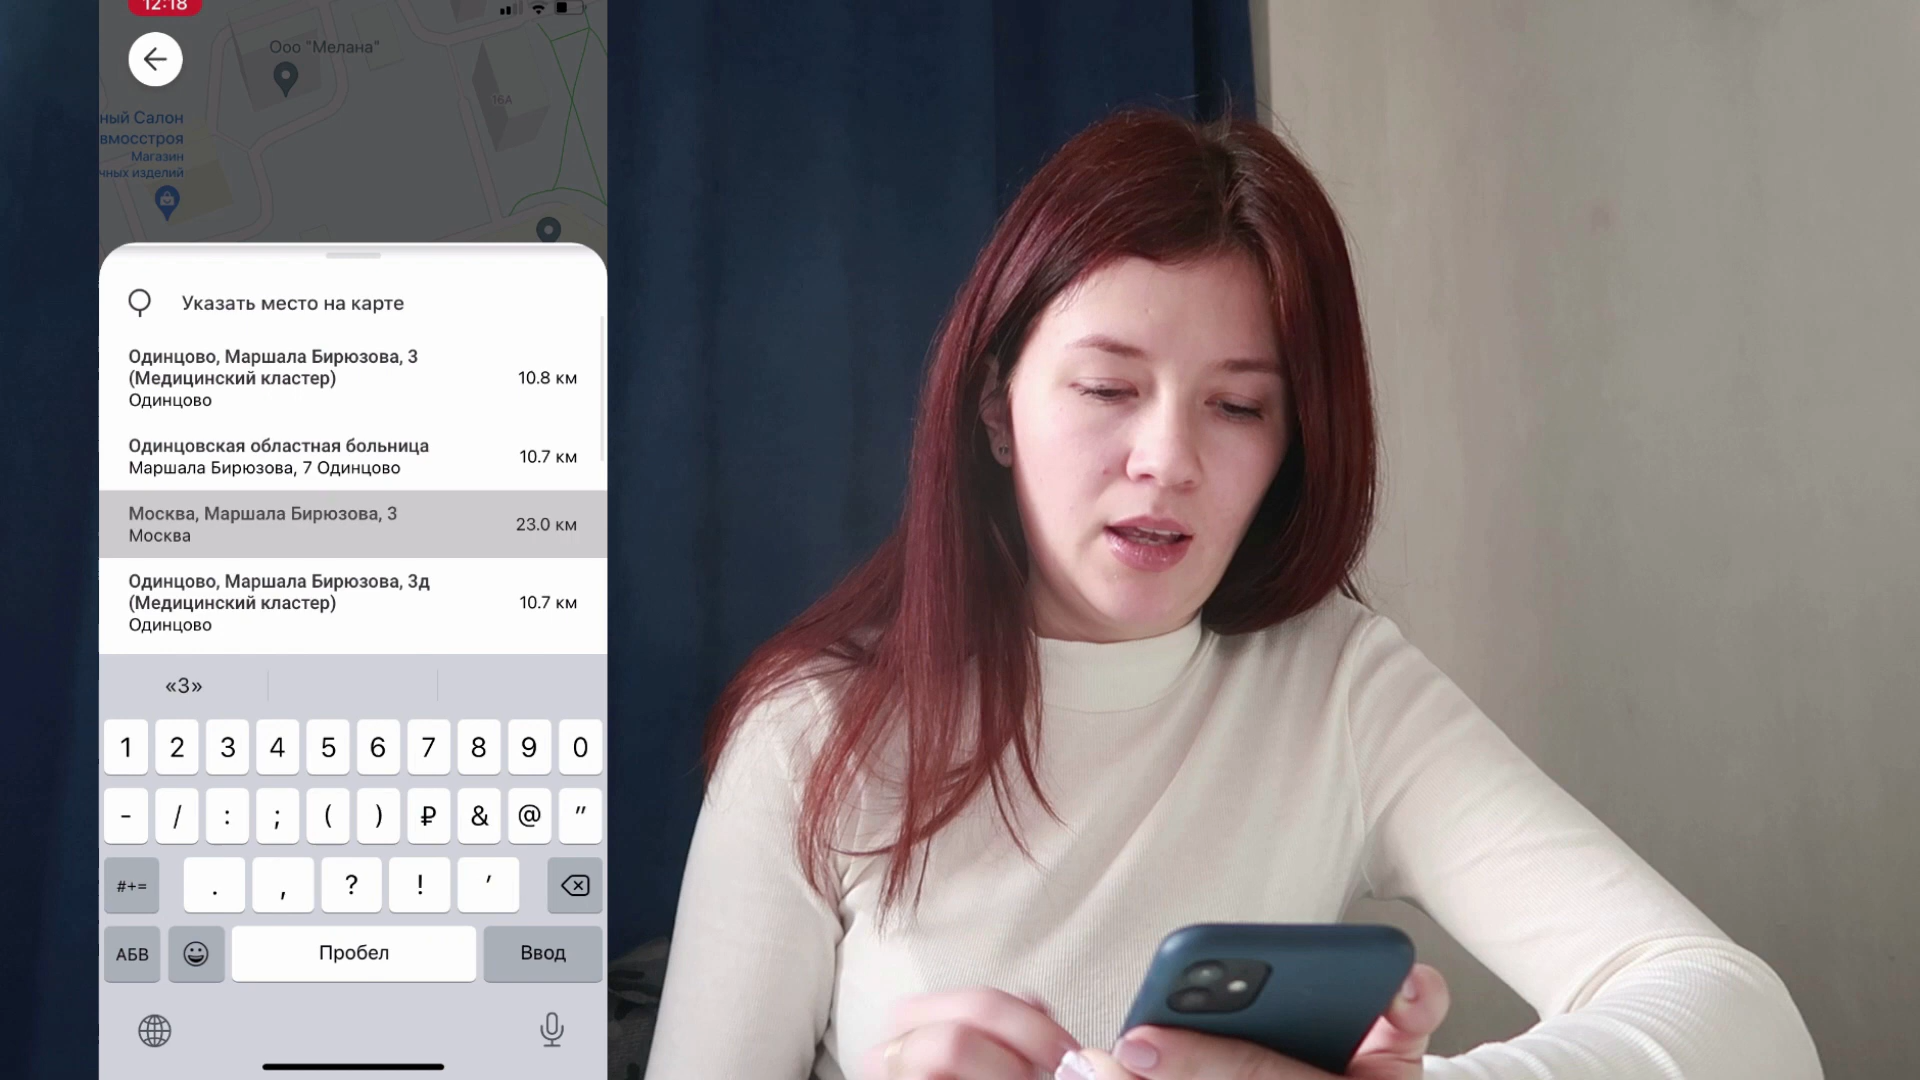 12:18
Ооо "Мелана"
16А
ный Салон
вмосстроя
Магазин
чных изделий
Указать место на карте
Одинцово, Маршала Бирюзова, 3
(Медицинский кластер)
Одинцово
10.8 км
Одинцовская областная больница
Маршала Бирюзова, 7 Одинцово
10.7 км
Москва, Маршала Бирюзова, 3
Москва
23.0 км
Одинцово, Маршала Бирюзова, 3д
(Медицинский кластер)
Одинцово
10.7 км
«3»
1 2 3 4 5 6 7 8 9 0
- / : ; ( ) ₽ & @ "
#+= . , ? ! '
АБВ Пробел Ввод